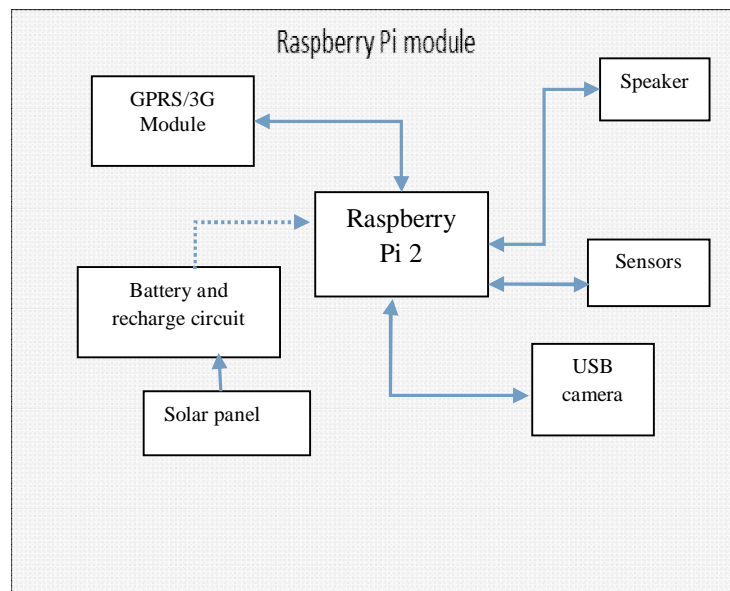 Raspberry Pi module
GPRS/3G
Module
Speaker
Raspberry
Pi 2
Sensors
Battery and
recharge circuit
USB
camera
Solar panel